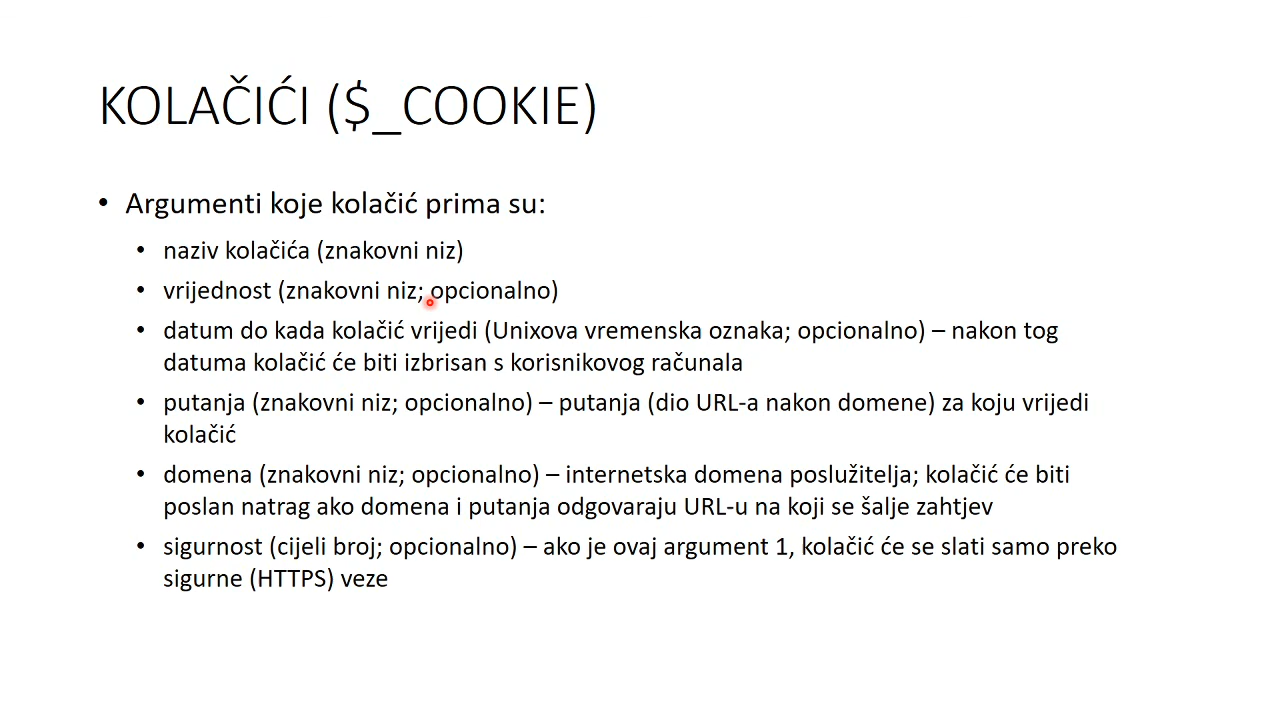 KOLAČIĆI ($_COOKIE)
• Argumenti koje kolačić prima su:
• naziv kolačića (znakovni niz)
• vrijednost (znakovni niz; opcionalno)
• datum do kada kolačić vrijedi (Unixova vremenska oznaka; opcionalno) – nakon tog
datuma kolačić će biti izbrisan s korisnikovog računala
• putanja (znakovni niz; opcionalno) – putanja (dio URL-a nakon domene) za koju vrijedi
kolačić
• domena (znakovni niz; opcionalno) – internetska domena poslužitelja; kolačić će biti
poslan natrag ako domena i putanja odgovaraju URL-u na koji se šalje zahtjev
• sigurnost (cijeli broj; opcionalno) – ako je ovaj argument 1, kolačić će se slati samo preko
sigurne (HTTPS) veze